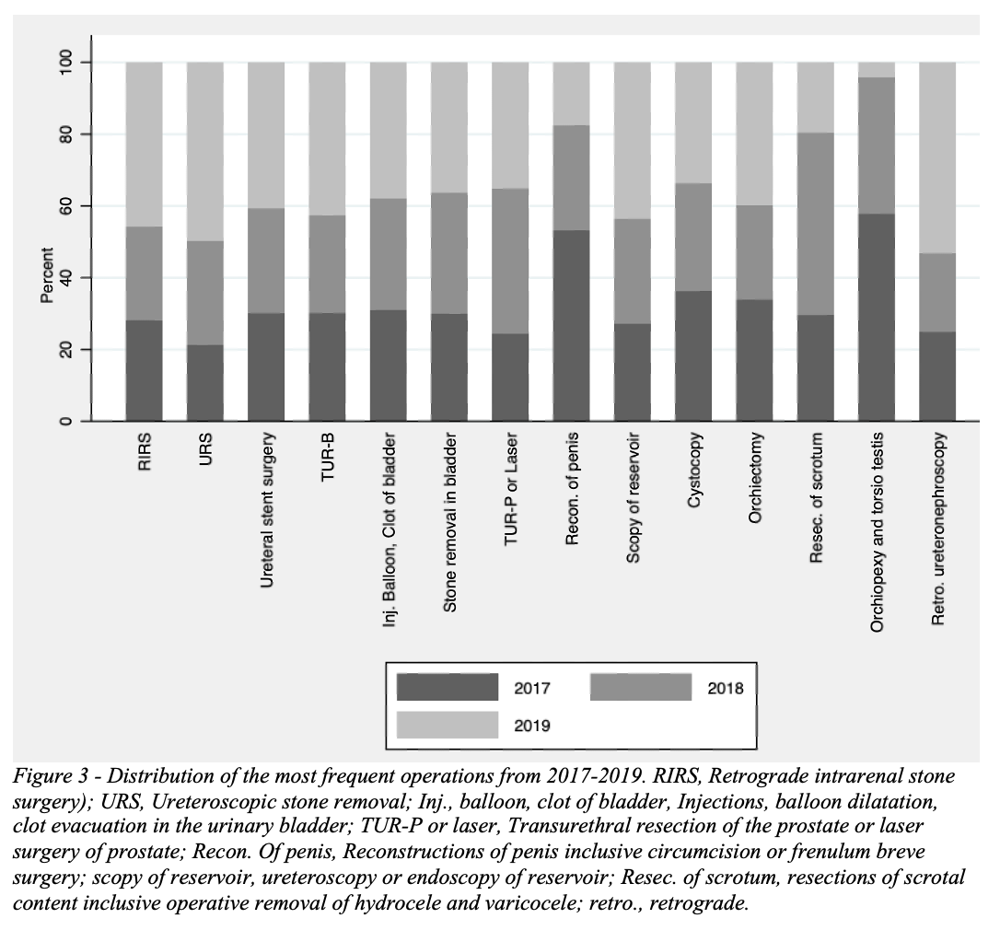 100
80
60
40
20
0
Percent
RIRS
URS
Ureteral stent surgery
TUR-B
Inj. Balloon, Clot of bladder
Stone removal in bladder
TUR-P or Laser
Recon. of penis
Scopy of reservoir
Cystocopy
Orchiectomy
Resec. of scrotum
Orchiopexy and torsio testis
Retro. ureteronephroscopy
2017 2018
2019
Figure 3 - Distribution of the most frequent operations from 2017-2019. RIRS, Retrograde intrarenal stone
surgery); URS, Ureteroscopic stone removal; Inj., balloon, clot of bladder, Injections, balloon dilatation,
clot evacuation in the urinary bladder; TUR-P or laser, Transurethral resection of the prostate or laser
surgery of prostate; Recon. Of penis, Reconstructions of penis inclusive circumcision or frenulum breve
surgery; scopy of reservoir, ureteroscopy or endoscopy of reservoir; Resec. of scrotum, resections of scrotal
content inclusive operative removal of hydrocele and varicocele; retro., retrograde.